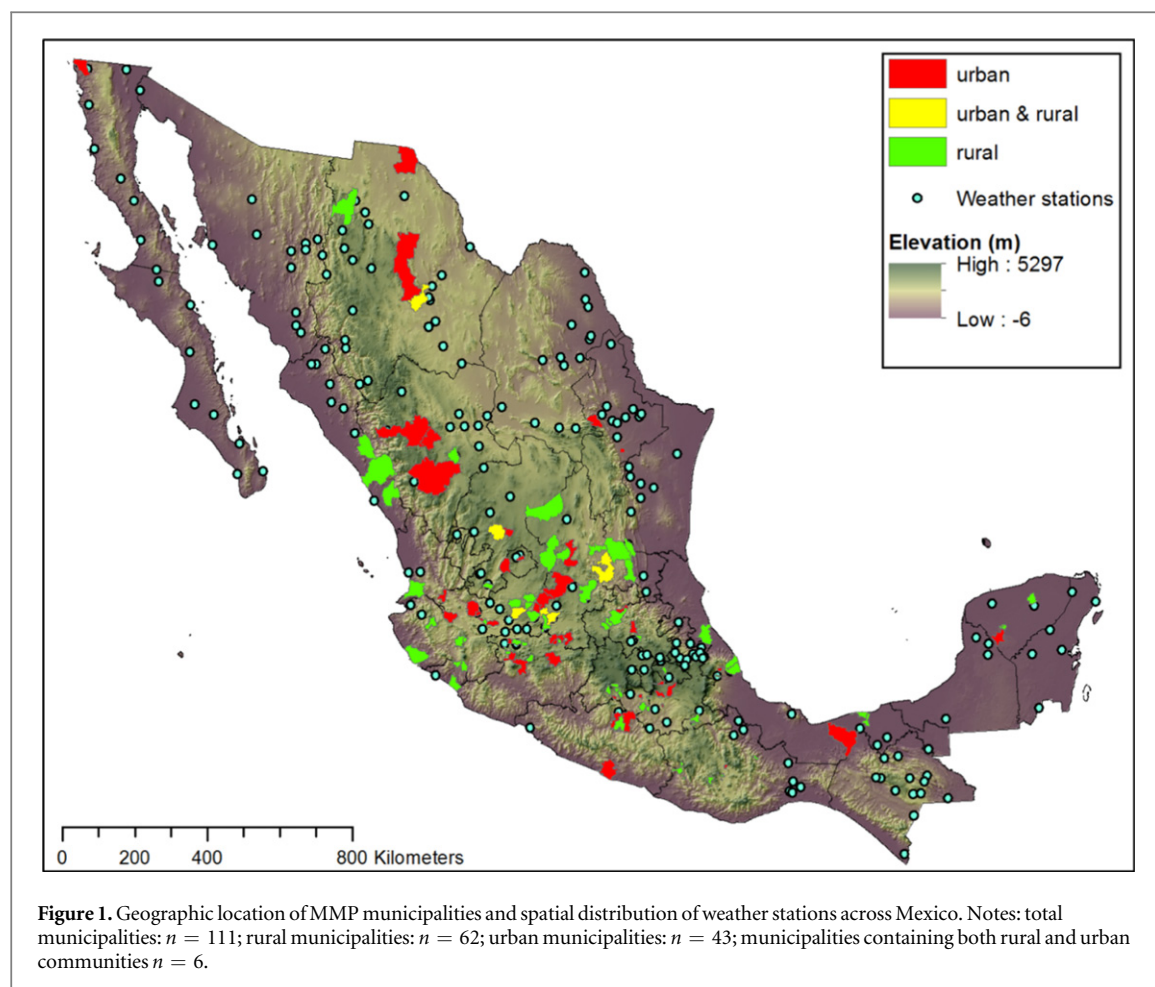 urban
urban & rural
rural
Weather stations
Elevation (m)
High : 5297
Low : -6
0 200 400 800 Kilometers
Figure 1. Geographic location of MMP municipalities and spatial distribution of weather stations across Mexico. Notes: total
municipalities: n = 111; rural municipalities: n = 62; urban municipalities: n = 43; municipalities containing both rural and urban
communities n = 6.